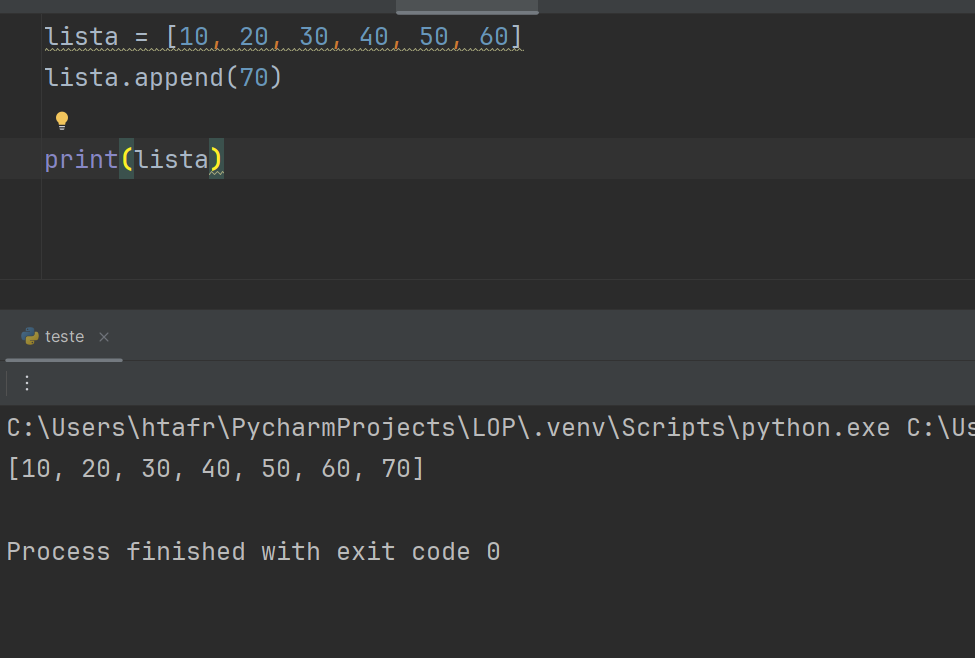 lista = [10, 20, 30, 40, 50, 60]
lista.append(70)
print(lista)
teste
C:\Users\htafr\PycharmProjects\LOP\.venv\Scripts\python.exe C:\Us
[10, 20, 30, 40, 50, 60, 70]
Process finished with exit code 0